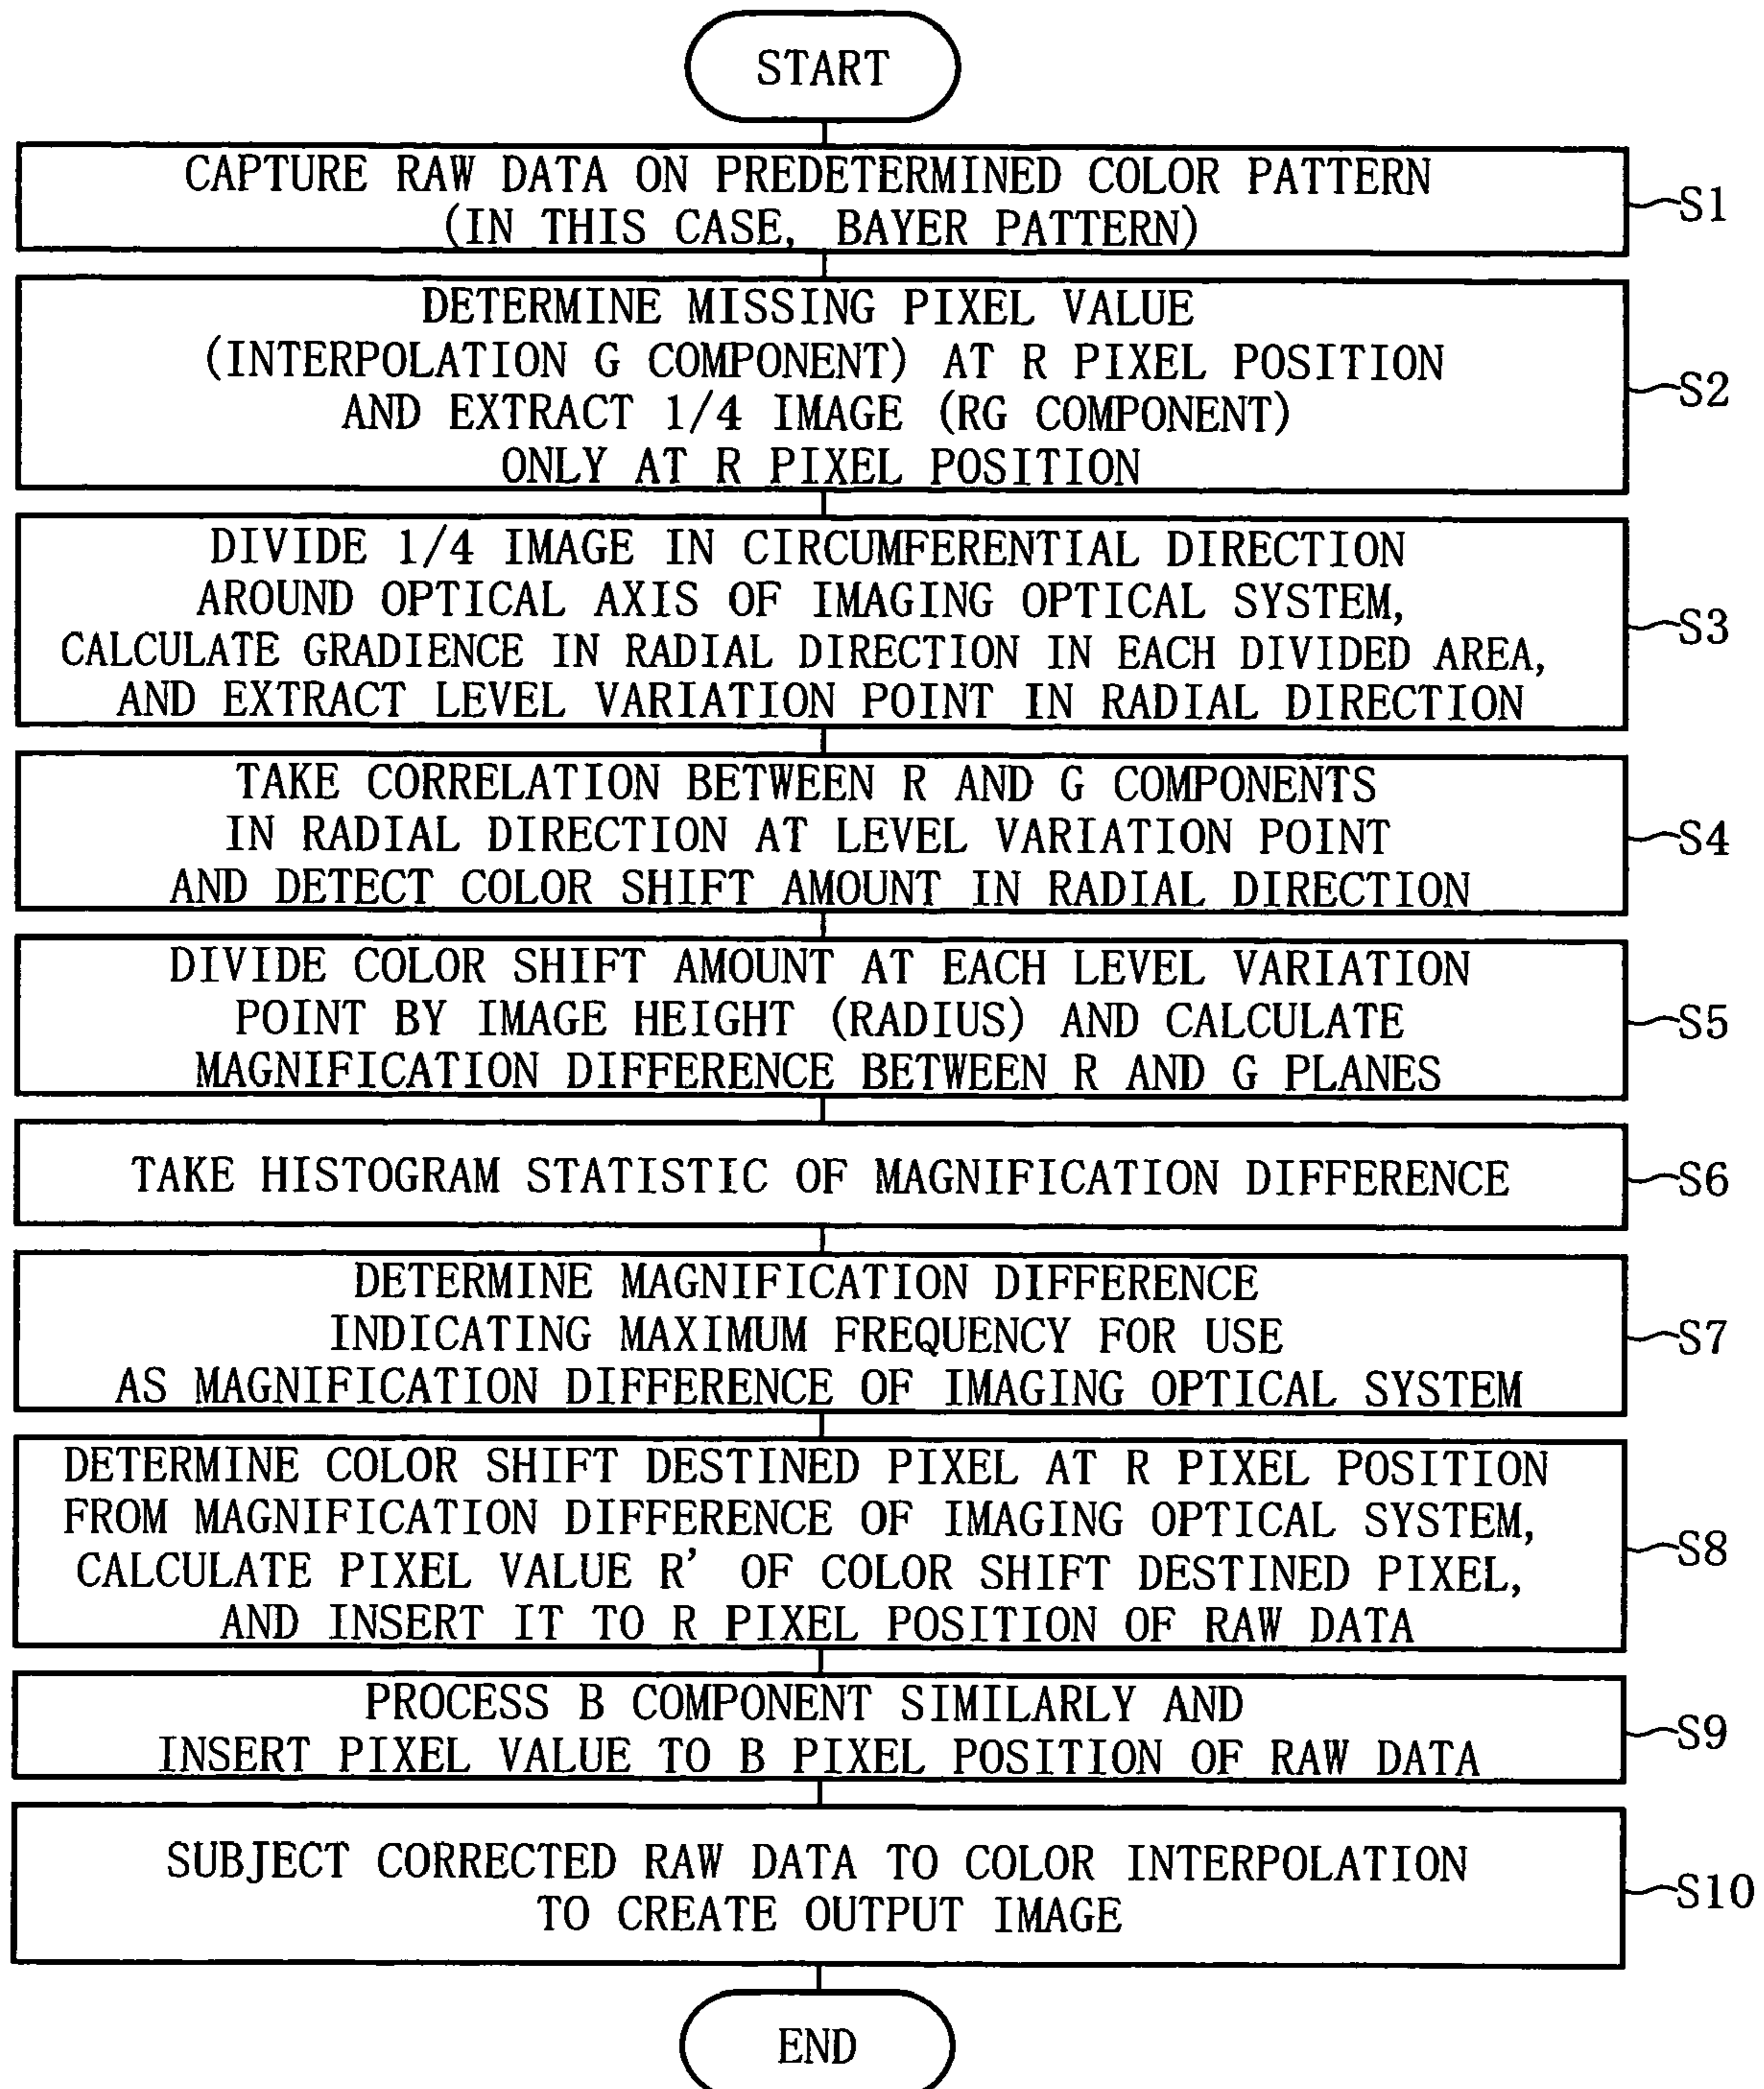 START
CAPTURE RAW DATA ON PREDETERMINED COLOR PATTERN
(IN THIS CASE, BAYER PATTERN)
S1
DETERMINE MISSING PIXEL VALUE
(INTERPOLATION G COMPONENT) AT R PIXEL POSITION
AND EXTRACT 1/4 IMAGE (RG COMPONENT)
ONLY AT R PIXEL POSITION
S2
DIVIDE 1/4 IMAGE IN CIRCUMFERENTIAL DIRECTION
AROUND OPTICAL AXIS OF IMAGING OPTICAL SYSTEM,
CALCULATE GRADIENCE IN RADIAL DIRECTION IN EACH DIVIDED AREA,
AND EXTRACT LEVEL VARIATION POINT IN RADIAL DIRECTION
S3
TAKE CORRELATION BETWEEN R AND G COMPONENTS
IN RADIAL DIRECTION AT LEVEL VARIATION POINT
AND DETECT COLOR SHIFT AMOUNT IN RADIAL DIRECTION
S4
DIVIDE COLOR SHIFT AMOUNT AT EACH LEVEL VARIATION
POINT BY IMAGE HEIGHT (RADIUS) AND CALCULATE
MAGNIFICATION DIFFERENCE BETWEEN R AND G PLANES
S5
TAKE HISTOGRAM STATISTIC OF MAGNIFICATION DIFFERENCE
S6
DETERMINE MAGNIFICATION DIFFERENCE
INDICATING MAXIMUM FREQUENCY FOR USE
AS MAGNIFICATION DIFFERENCE OF IMAGING OPTICAL SYSTEM
S7
DETERMINE COLOR SHIFT DESTINED PIXEL AT R PIXEL POSITION
FROM MAGNIFICATION DIFFERENCE OF IMAGING OPTICAL SYSTEM,
CALCULATE PIXEL VALUE R' OF COLOR SHIFT DESTINED PIXEL,
AND INSERT IT TO R PIXEL POSITION OF RAW DATA
S8
PROCESS B COMPONENT SIMILARLY AND
INSERT PIXEL VALUE TO B PIXEL POSITION OF RAW DATA
S9
SUBJECT CORRECTED RAW DATA TO COLOR INTERPOLATION
TO CREATE OUTPUT IMAGE
S10
END